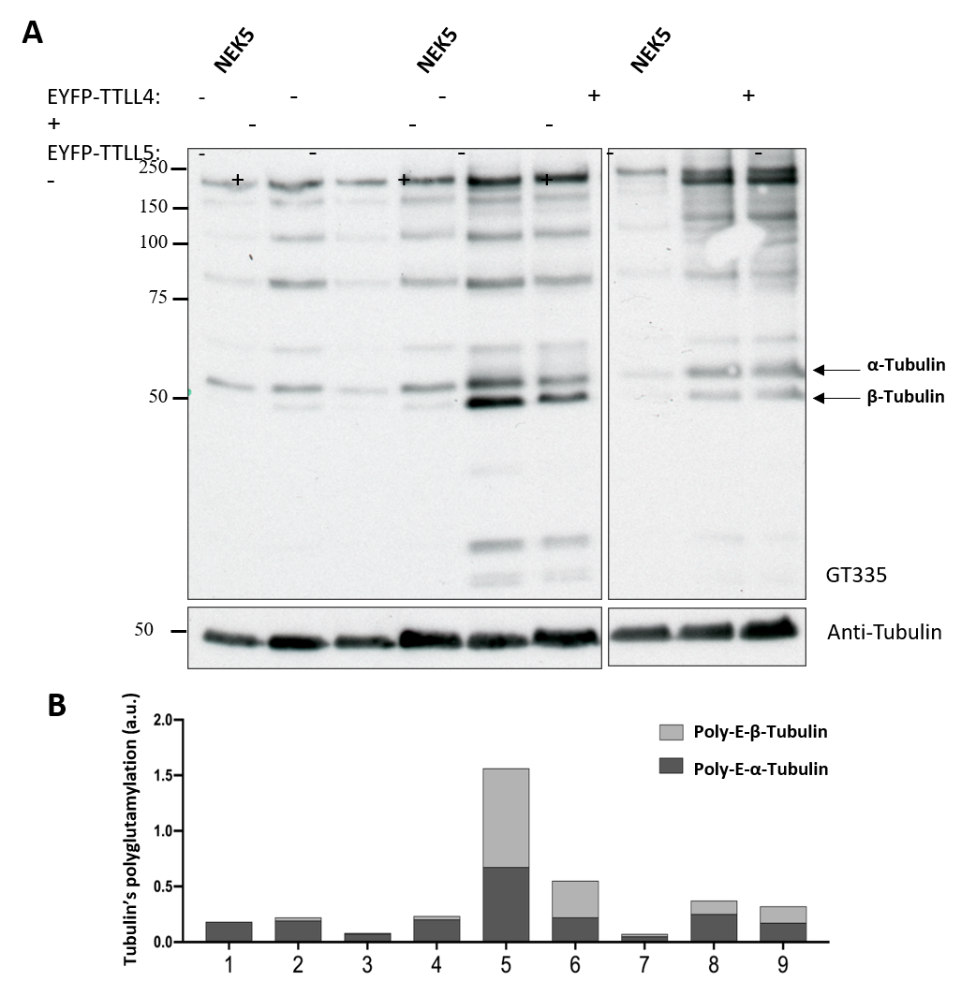 A
NEK5 NEK5 NEK5
EYFP-TTLL4: - - - + +
+ - - -
EYFP-TTLL5: - - - - -
- + + +
250
150
100
75
50
α-Tubulin
β-Tubulin
GT335
50
Anti-Tubulin
B
Tubulin's polyglutamylation (a.u.)
2.0
1.5
1.0
0.5
0.0
Poly-E-β-Tubulin
Poly-E-α-Tubulin
1 2 3 4 5 6 7 8 9